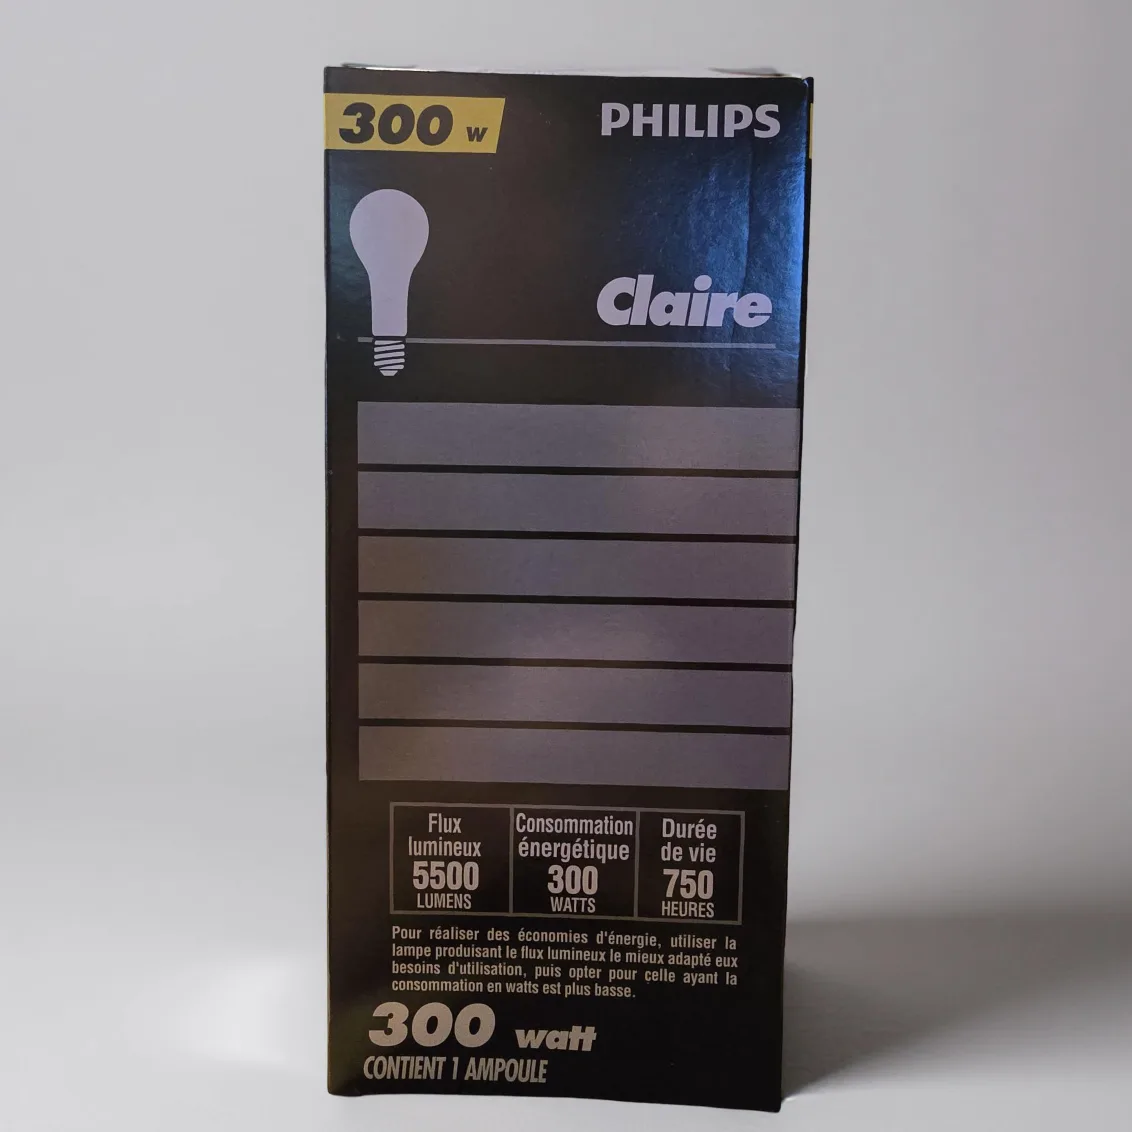 300 w
PHILIPS
Claire
Flux
lumineux
5500
LUMENS
Consommation
énergétique
300
WATTS
Durée
de vie
750
HEURES
Pour réaliser des économies d'énergie, utiliser la
lampe produisant le flux lumineux le mieux adapté eux
besoins d'utilisation, puis opter pour celle ayant la
consommation en watts est plus basse.
300 watt
CONTIENT 1 AMPOULE